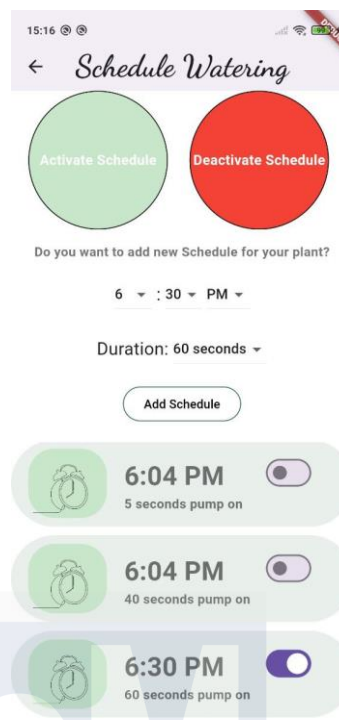 15:16
Schedule Watering
Activate Schedule
Deactivate Schedule
Do you want to add new Schedule for your plant?
6 : 30 PM
Duration: 60 seconds
Add Schedule
6:04 PM
5 seconds pump on
6:04 PM
40 seconds pump on
6:30 PM
60 seconds pump on